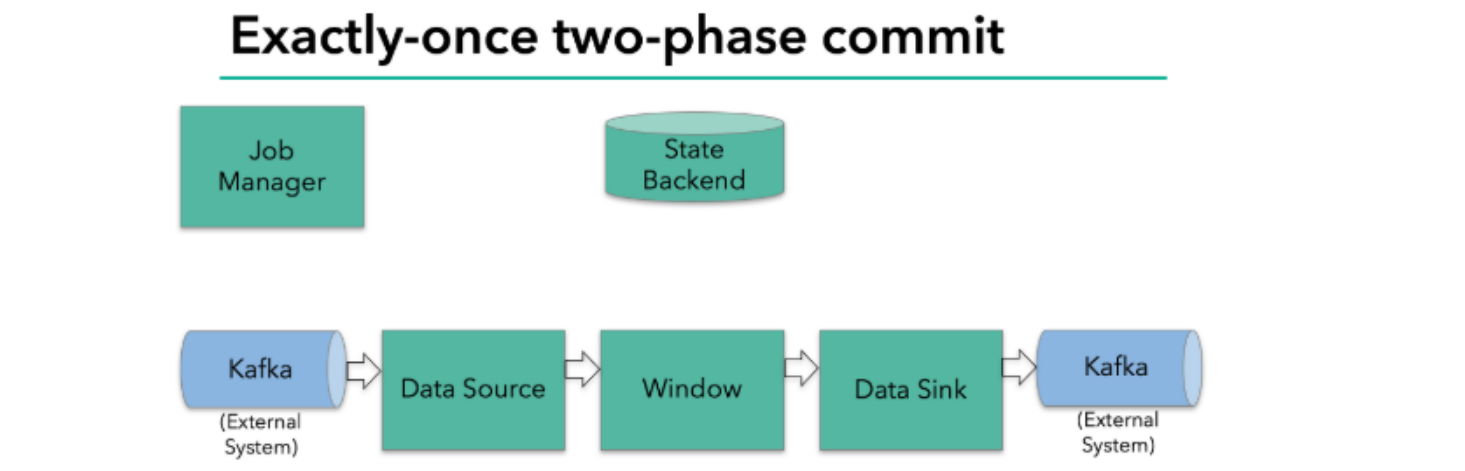 Exactly-once two-phase commit
Job
Manager
State
Backend
Kafka
(External
System)
Data Source
Window
Data Sink
Kafka
(External
System)